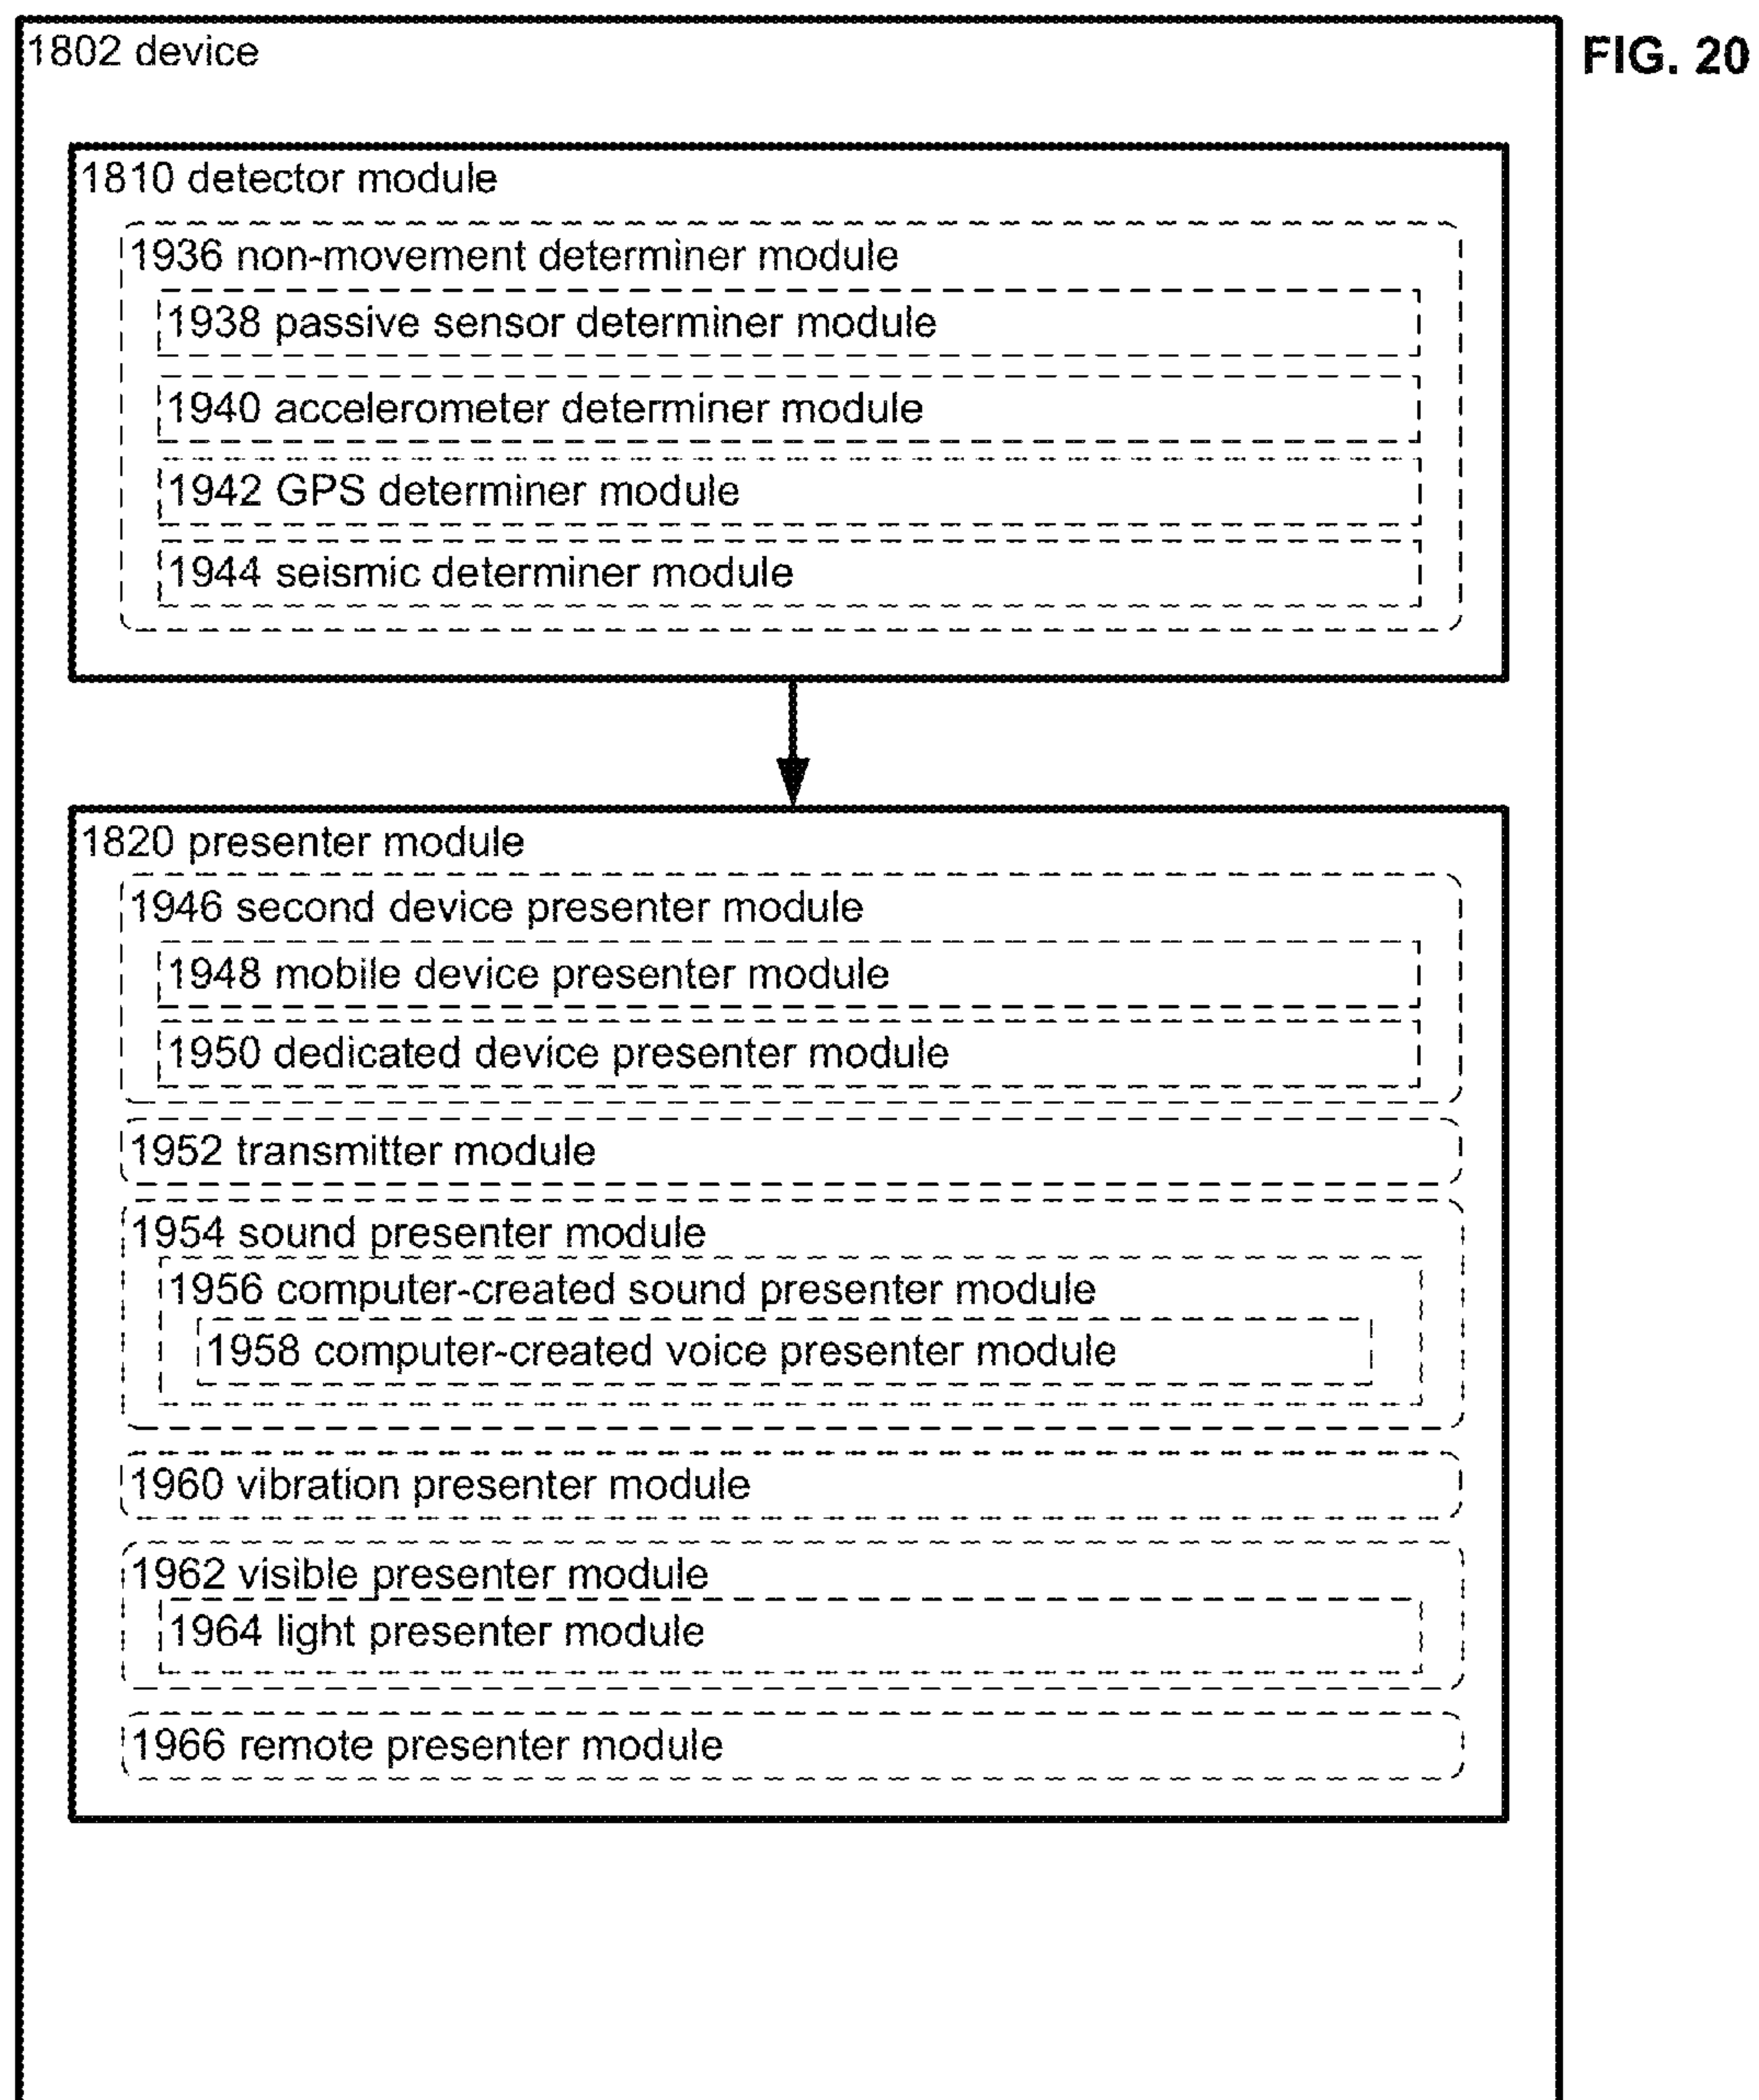 1802 device
FIG. 20
1810 detector module
1936 non-movement determiner module
1938 passive sensor determiner module
1940 accelerometer determiner module
1942 GPS determiner module
1944 seismic determiner module
1820 presenter module
1946 second device presenter module
1948 mobile device presenter module
1950 dedicated device presenter module
1952 transmitter module
1954 sound presenter module
1956 computer-created sound presenter module
1958 computer-created voice presenter module
1960 vibration presenter module
1962 visible presenter module
1964 light presenter module
1966 remote presenter module